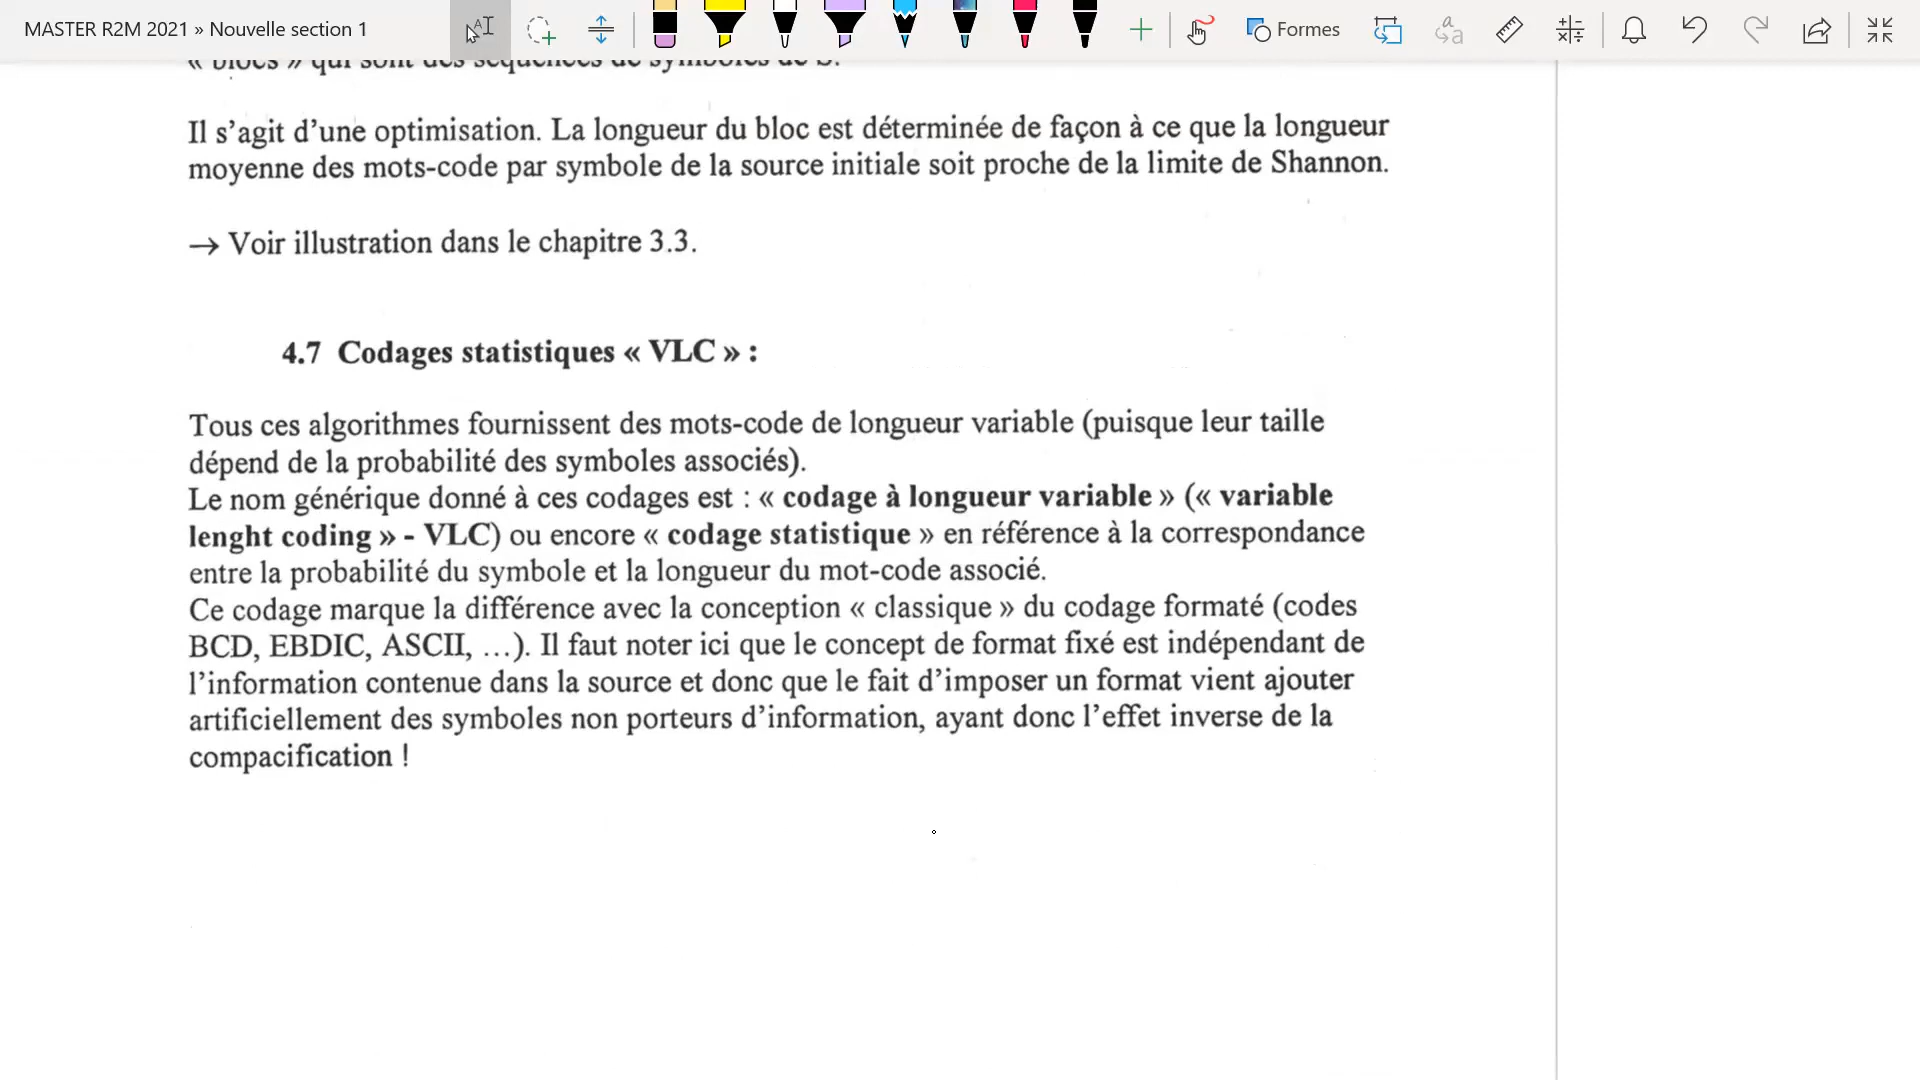 MASTER R2M 2021 » Nouvelle section 1
Formes
« blocs » qui sont des séquences de symboles de S.
Il s’agit d’une optimisation. La longueur du bloc est déterminée de façon à ce que la longueur
moyenne des mots-code par symbole de la source initiale soit proche de la limite de Shannon.
→ Voir illustration dans le chapitre 3.3.
4.7 Codages statistiques « VLC » :
Tous ces algorithmes fournissent des mots-code de longueur variable (puisque leur taille
dépend de la probabilité des symboles associés).
Le nom générique donné à ces codages est : « codage à longueur variable » (« variable
lenght coding » - VLC) ou encore « codage statistique » en référence à la correspondance
entre la probabilité du symbole et la longueur du mot-code associé.
Ce codage marque la différence avec la conception « classique » du codage formaté (codes
BCD, EBDIC, ASCII, …). Il faut noter ici que le concept de format fixé est indépendant de
l’information contenue dans la source et donc que le fait d’imposer un format vient ajouter
artificiellement des symboles non porteurs d’information, ayant donc l’effet inverse de la
compacification !